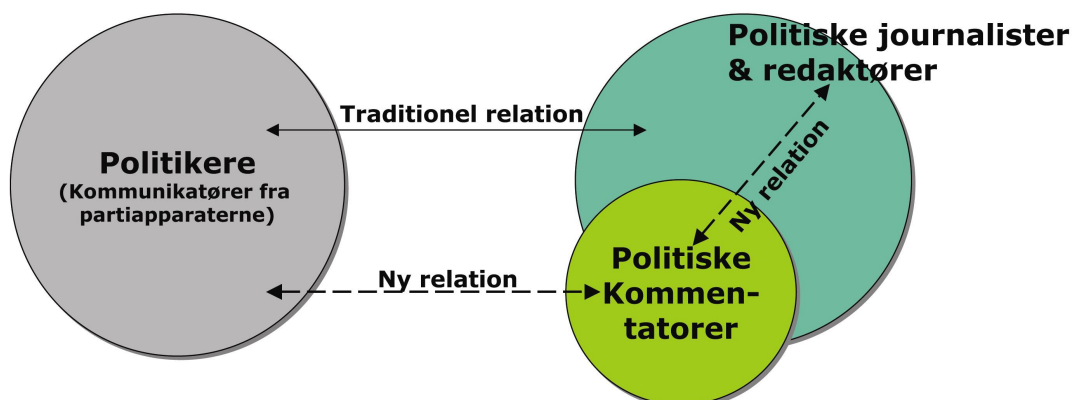 Politiske journalister
& redaktører
Traditionel relation
Politikere
(Kommunikatører fra
partiapparaterne)
Ny relation
Ny relation
Politiske
Kommen-
tatorer